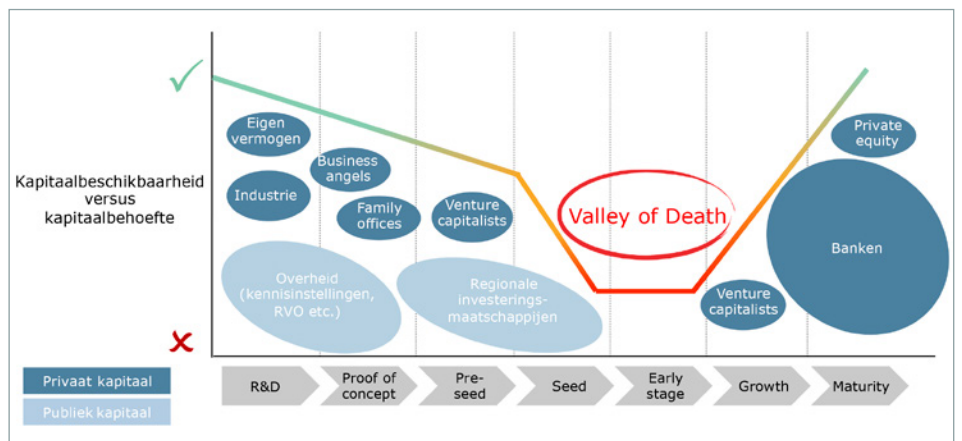 Kapitaalbeschikbaarheid
versus
kapitaalbehoefte
Eigen
vermogen
Industrie
Business
angels
Family
offices
Venture
capitalists
Valley of Death
Private
equity
Banken
Venture
capitalists
Overheid
(kennisinstellingen,
RVO etc.)
Regionale
investerings-
maatschappijen
Privaat kapitaal
Publiek kapitaal
R&D
Proof of
concept
Pre-
seed
Seed
Early
stage
Growth
Maturity